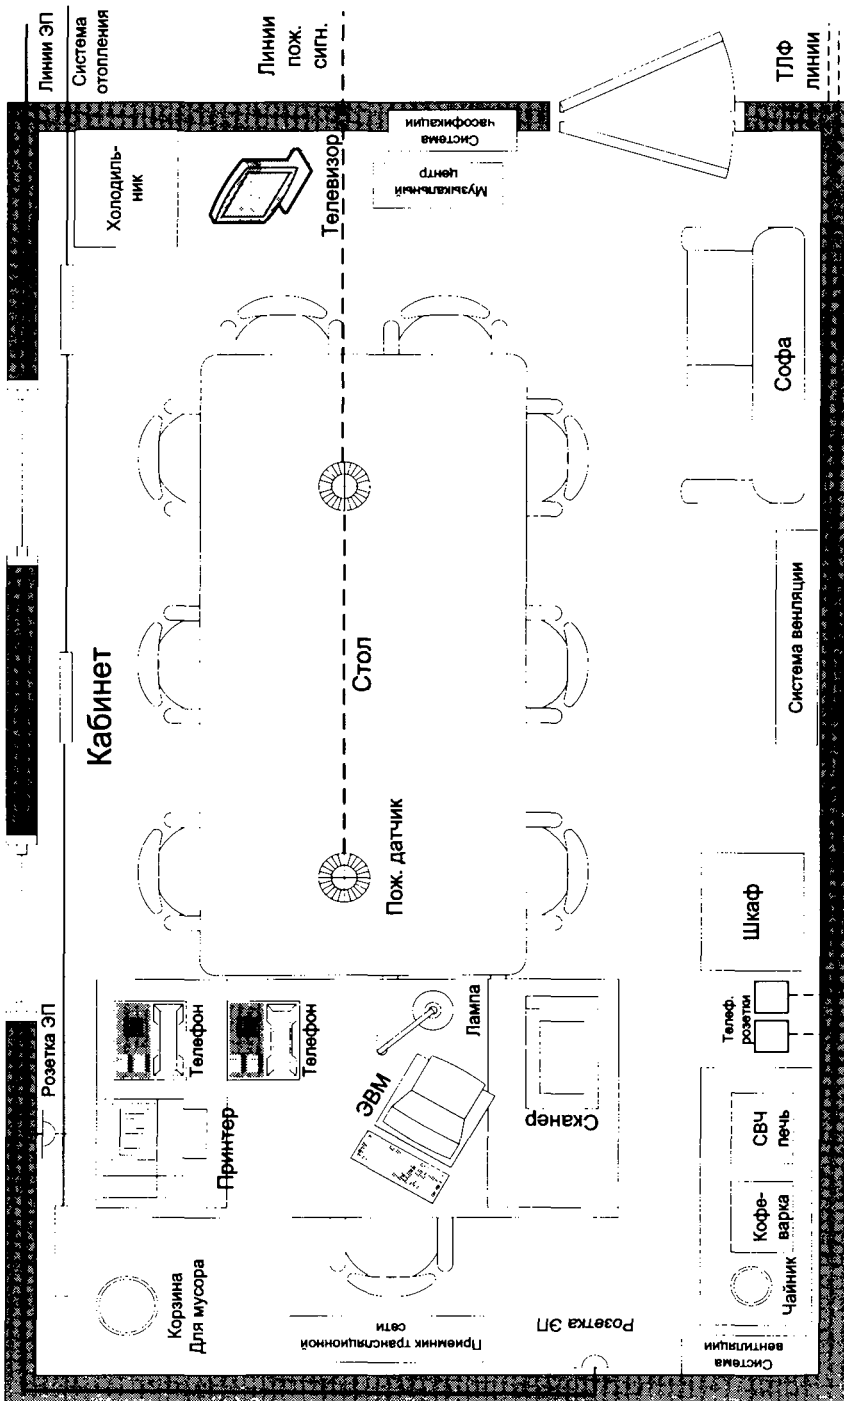 Линии ЭП
Система
отопления
Линии
пож.
сигн.
ТЛФ
линии
Холодиль-
ник
Телевизор
Система
часофикации
Музыкальный
центр
Софа
Кабинет
Стол
Система венляции
Пож. датчик
Шкаф
Розетка ЭП
Телефон
Телефон
Лампа
Телеф.
розетки
Принтер
ЭВМ
Сканер
СВЧ
печь
Кофе-
варка
Чайник
Корзина
Для мусора
Приемник трансляционной
сети
Розетка ЭП
Система
вентиляции